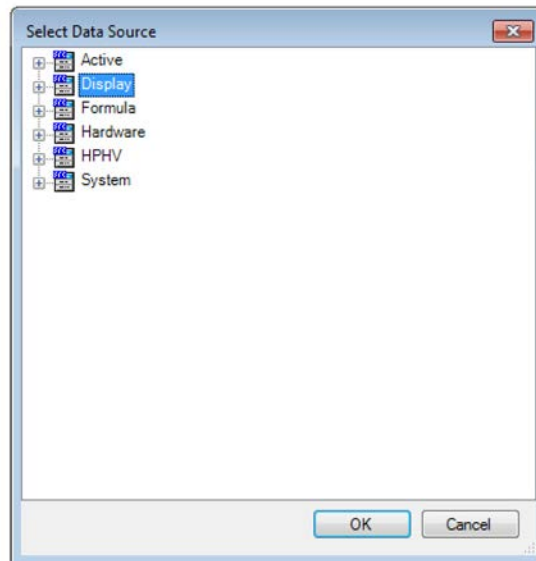 Select Data Source
Active
Display
Formula
Hardware
HPHV
System
OK Cancel